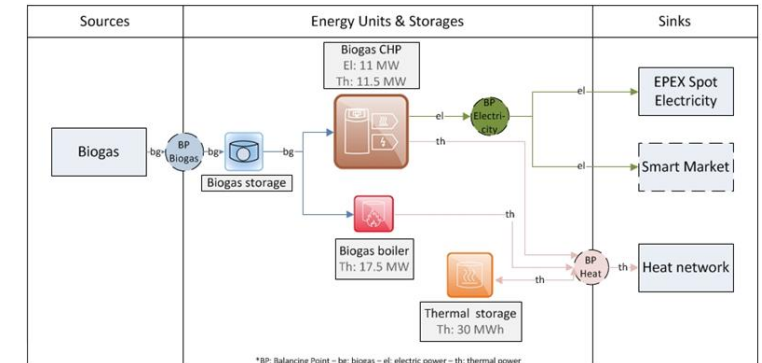 Sources
Energy Units & Storages
Sinks
Biogas CHP
El: 11 MW
Th: 11.5 MW
EPEX Spot
Electricity
BP
Electri-
city
el
el
th
Biogas
bg
BP
Biogas
bg
bg
Biogas storage
el
Smart Market
th
Biogas boiler
Th: 17.5 MW
BP
Heat
th
Heat network
th
Thermal storage
Th: 30 MWh
*BP: Balancing Point – bg: biogas – el: electric power – th: thermal power